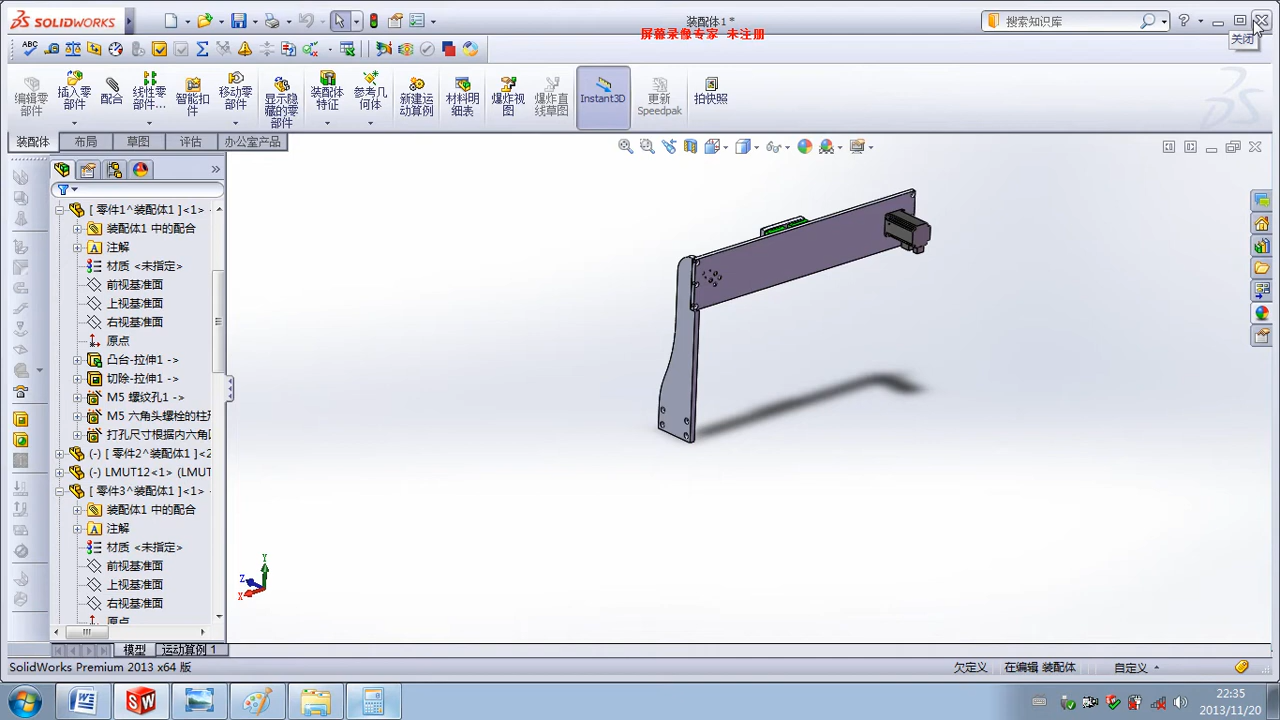 SOLIDWORKS
装配体1 *
搜索知识库
屏幕录像专家 未注册
关闭
编辑零部件
插入零部件
配合
线性零部件...
智能扣件
移动零部件
显示隐藏的零部件
装配体特征
参考几何体
新建运动算例
材料明细表
爆炸视图
爆炸直线草图
Instant3D
更新 Speedpak
拍快照
装配体 布局 草图 评估 办公室产品
[ 零件1^装配体1 ]<1>
装配体1 中的配合
注解
材质 <未指定>
前视基准面
上视基准面
右视基准面
原点
凸台-拉伸1 ->
切除-拉伸1 ->
M5 螺纹孔1 ->
M5 六角头螺栓的柱
打孔尺寸根据内六角
(-) [ 零件2^装配体1 ]<2
(-) LMUT12<1> (LMUT
[ 零件3^装配体1 ]<1>
装配体1 中的配合
注解
材质 <未指定>
前视基准面
上视基准面
右视基准面
原点
Y
Z
X
模型 运动算例 1
SolidWorks Premium 2013 x64 版
欠定义 在编辑 装配体 自定义
22:35
2013/11/20